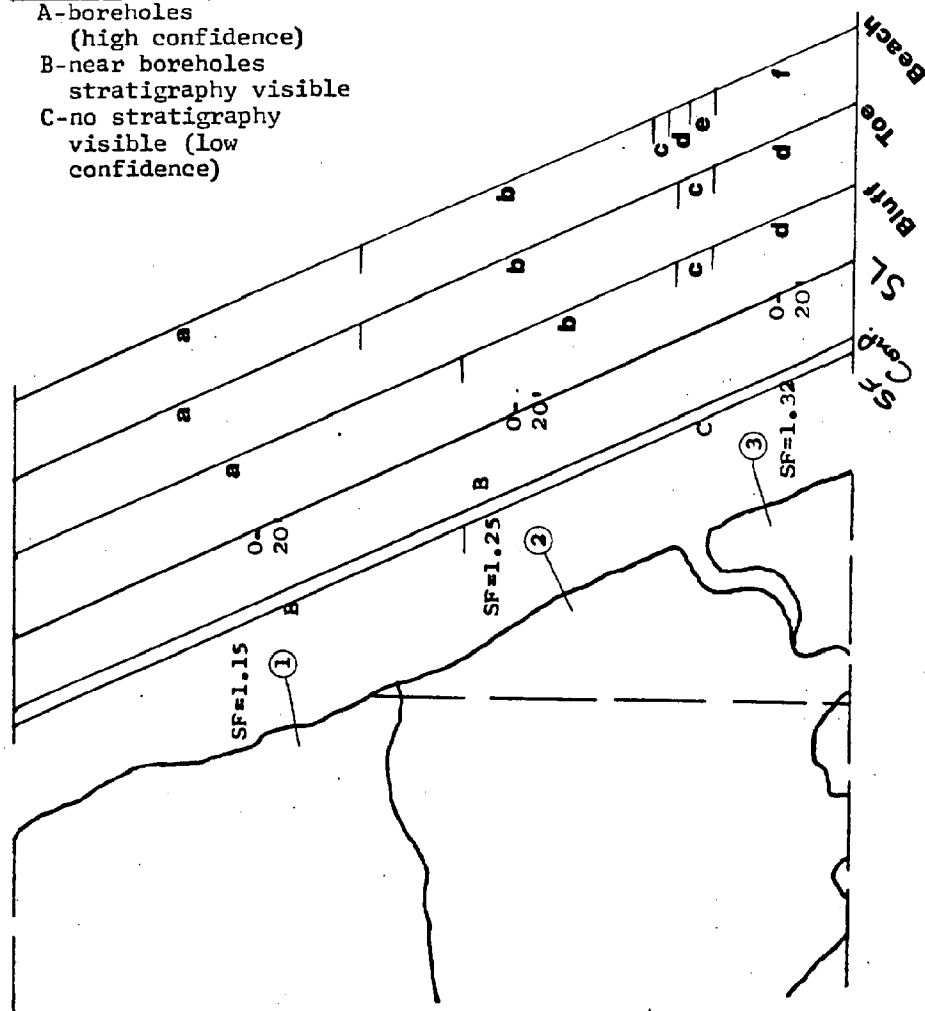 A-boreholes
(high confidence)
B-near boreholes
stratigraphy visible
C-no stratigraphy
visible (low
confidence)
Beach
a
b
c
d
e
f
Toe
a
b
c
d
Bluff
a
b
c
d
SL
0-
20'
0-
20'
0-
20'
Conf.
B
B
C
SF
SF=1.15
1
SF=1.25
2
3
SF=1.32